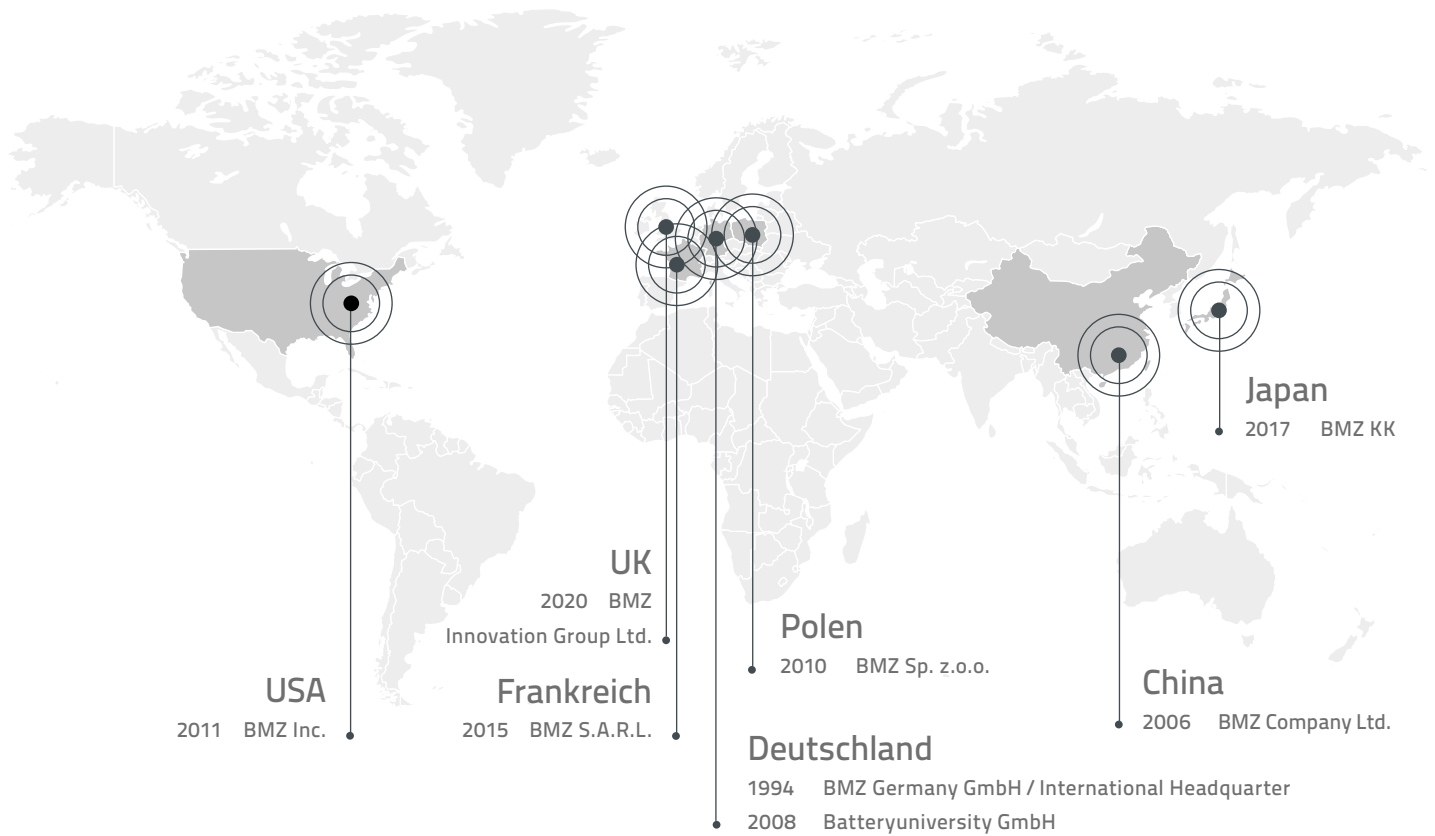 Japan
2017 BMZ KK
UK
2020 BMZ
Innovation Group Ltd.
Polen
2010 BMZ Sp. z.o.o.
USA
2011 BMZ Inc.
Frankreich
2015 BMZ S.A.R.L.
China
2006 BMZ Company Ltd.
Deutschland
1994 BMZ Germany GmbH / International Headquarter
2008 Batteryuniversity GmbH